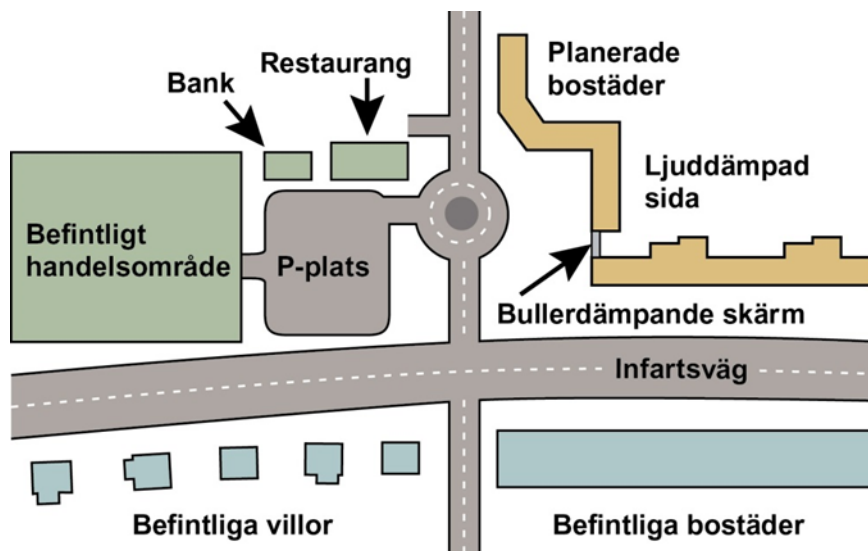 Planerade
bostäder
Restaurang
Bank
Ljuddämpad
sida
Befintligt
handelsområde
P-plats
Bullerdämpande skärm
Infartsväg
Befintliga villor
Befintliga bostäder